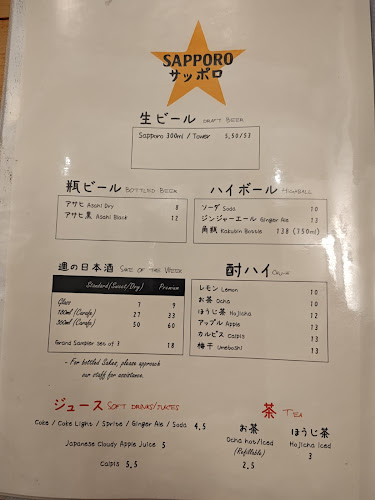 SAPPORO
サッポロ
生ビール DRAFT BEER
Sapporo 300ml / Tower 5,50/53
瓶ビール BOTTLED BEER
アサヒ Asahi Dry 8
アサヒ黒 Asahi Black 12
ハイボール HIGHBALL
ソーダ Soda 10
ジンジャーエール Ginger Ale 13
角瓶 Kakubin Bottle 138 (750ml)
週の日本酒 SAKE OF THE WEEK
Standard(Sweet/Dry) Premium
Glass 7 9
180ml (Carafe) 27 33
360ml (Carafe) 50 60
Grand Sampler Set of 3 18
- For bottled Sakes, please approach
our staff for assistance.
酎ハイ CHUHI
レモン Lemon 10
お茶 Ocha 10
ほうじ茶 Hojicha 12
アップル Apple 13
カルピス Calpis 13
梅干 Umeboshi 13
ジュース SOFT DRINKS/JUICES
Coke / Coke Light / Sprite / Ginger Ale / Soda 4,5
Japanese Cloudy Apple Juice 5
Calpis 3,5
茶 TEA
お茶 ほうじ茶
Ocha hot/iced Hojicha iced
(Refillable) 3
2,5